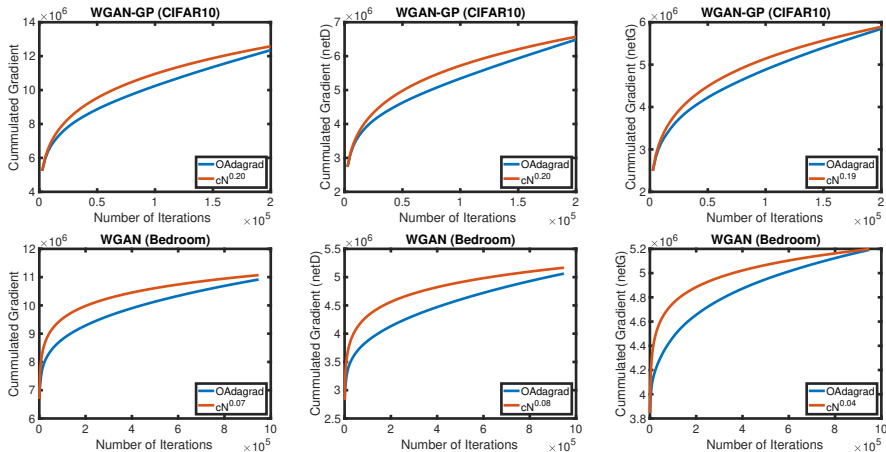 WGAN-GP (CIFAR10)
×10^6
Cummulated Gradient
14
12
10
8
6
4
OAdagrad
cN^0.20
0
0.5
1
1.5
2
Number of Iterations
×10^5
WGAN-GP (CIFAR10)
×10^6
Cummulated Gradient (netD)
7
6
5
4
3
2
OAdagrad
cN^0.20
0
0.5
1
1.5
2
Number of Iterations
×10^5
WGAN-GP (CIFAR10)
×10^6
Cummulated Gradient (netG)
6
5
4
3
2
OAdagrad
cN^0.19
0
0.5
1
1.5
2
Number of Iterations
×10^5
WGAN (Bedroom)
×10^6
Cummulated Gradient
12
11
10
9
8
7
6
OAdagrad
cN^0.07
0
2
4
6
8
10
Number of Iterations
×10^5
WGAN (Bedroom)
×10^6
Cummulated Gradient (netD)
5.5
5
4.5
4
3.5
3
2.5
OAdagrad
cN^0.08
0
2
4
6
8
10
Number of Iterations
×10^5
WGAN (Bedroom)
×10^6
Cummulated Gradient (netG)
5.2
5
4.8
4.6
4.4
4.2
4
3.8
OAdagrad
cN^0.04
0
2
4
6
8
10
Number of Iterations
×10^5